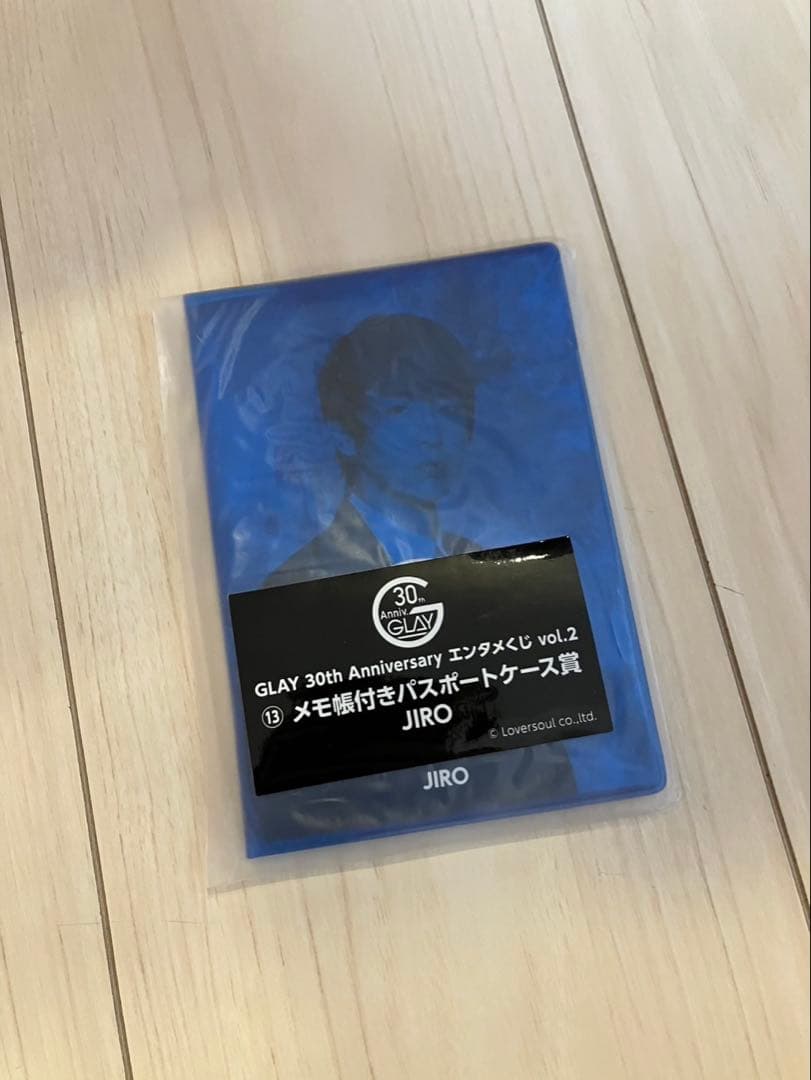 30th
Anniv.
GLAY
GLAY 30th Anniversary エンタメくじ vol.2
⑬ メモ帳付きパスポートケース賞
JIRO
© Loversoul co.,ltd.
JIRO